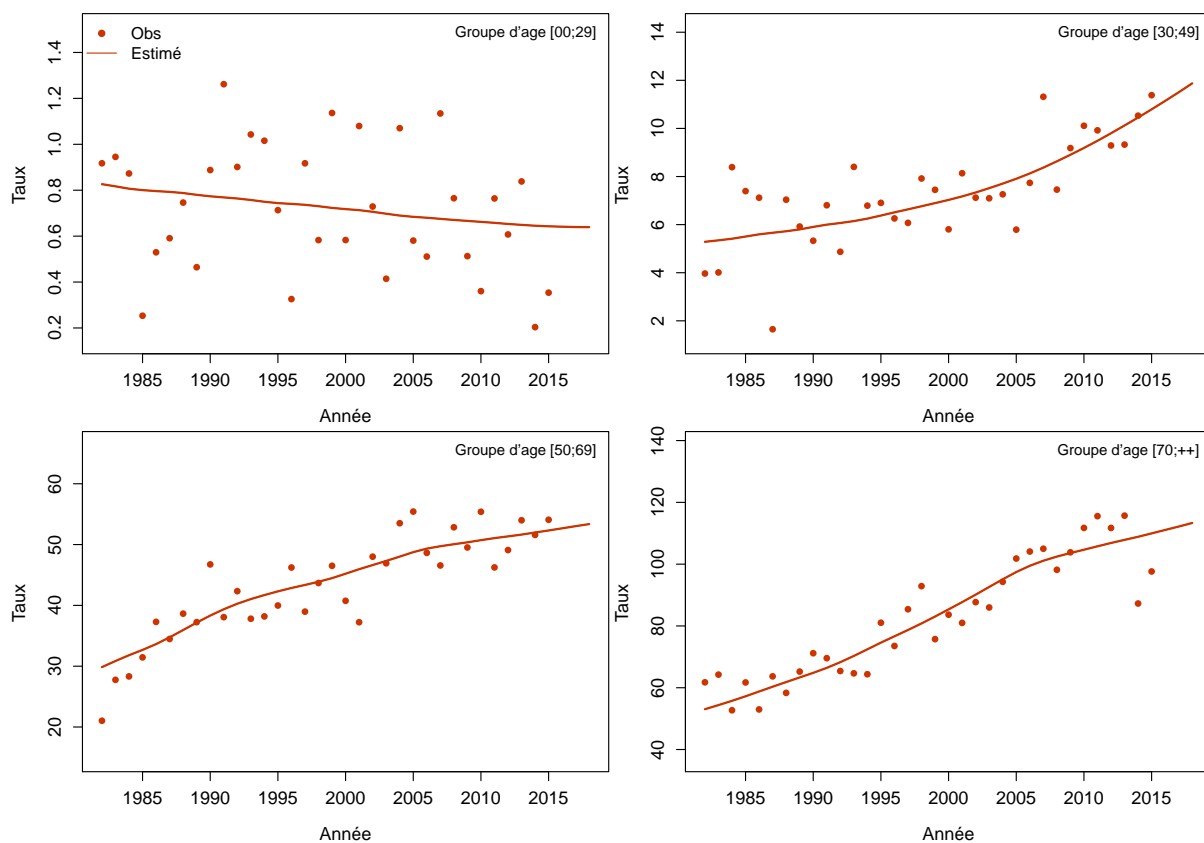 Obs
Estimé
Groupe d'age [00;29]
Taux
0.2 0.4 0.6 0.8 1.0 1.2 1.4
1985 1990 1995 2000 2005 2010 2015
Année
Groupe d'age [30;49]
Taux
2 4 6 8 10 12 14
1985 1990 1995 2000 2005 2010 2015
Année
Groupe d'age [50;69]
Taux
20 30 40 50 60
1985 1990 1995 2000 2005 2010 2015
Année
Groupe d'age [70;++]
Taux
40 60 80 100 120 140
1985 1990 1995 2000 2005 2010 2015
Année